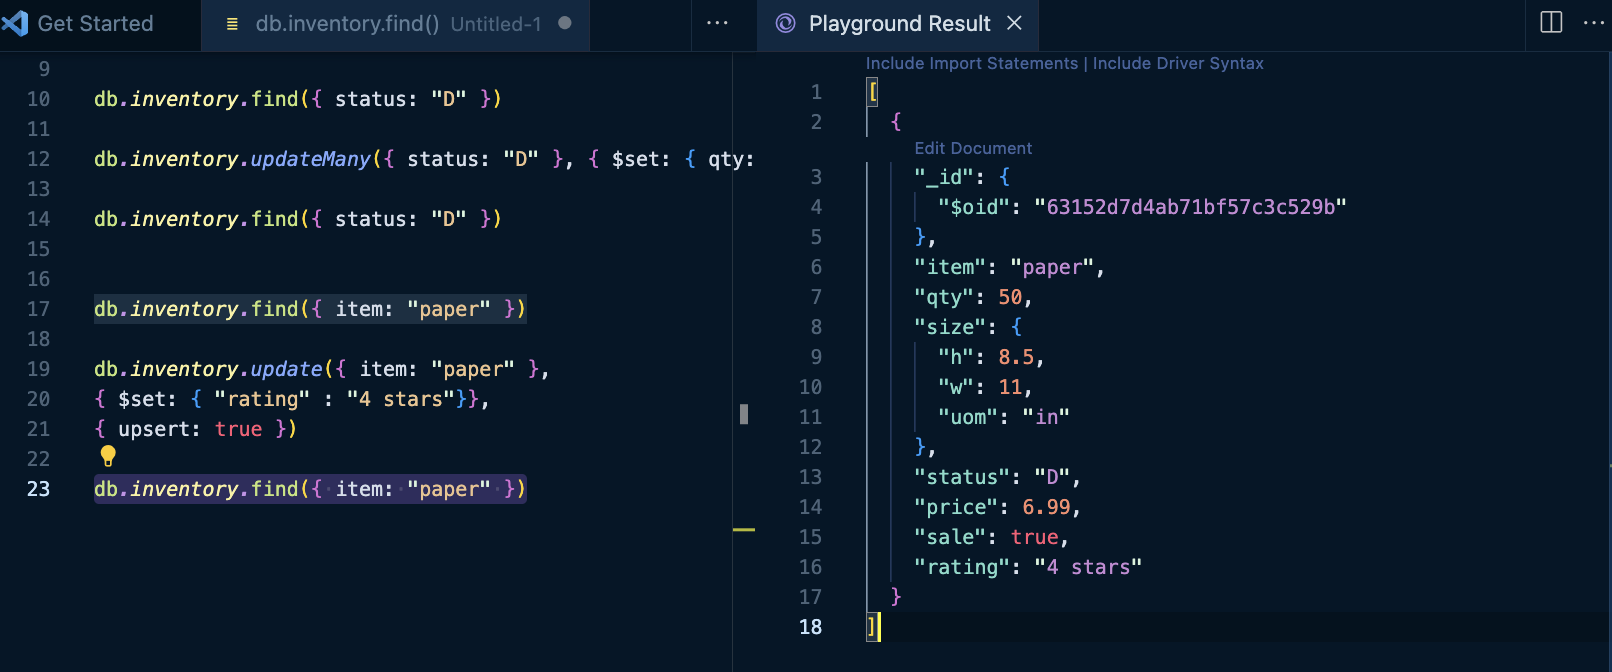 Get Started
db.inventory.find() Untitled-1
Playground Result
9
10 db.inventory.find({ status: "D" })
11
12 db.inventory.updateMany({ status: "D" }, { $set: { qty:
13
14 db.inventory.find({ status: "D" })
15
16
17 db.inventory.find({ item: "paper" })
18
19 db.inventory.update({ item: "paper" },
20 { $set: { "rating" : "4 stars"}},
21 { upsert: true })
22
23 db.inventory.find({ item: "paper" })
Include Import Statements | Include Driver Syntax
1 [
2 {
Edit Document
3 "_id": {
4 "$oid": "63152d7d4ab71bf57c3c529b"
5 },
6 "item": "paper",
7 "qty": 50,
8 "size": {
9 "h": 8.5,
10 "w": 11,
11 "uom": "in"
12 },
13 "status": "D",
14 "price": 6.99,
15 "sale": true,
16 "rating": "4 stars"
17 }
18 ]